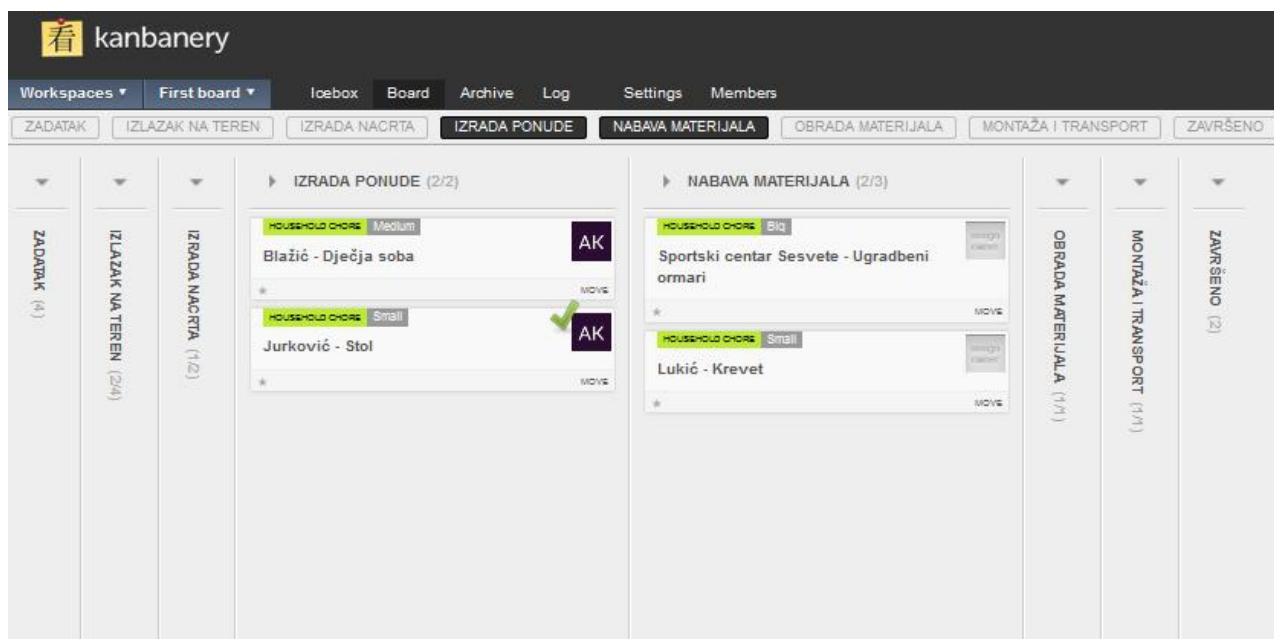 看 kanbanery
Workspaces First board Icebox Board Archive Log Settings Members
ZADATAK IZLAZAK NA TEREN IZRADA NACRTA IZRADA PONUDE NABAVA MATERIJALA OBRADA MATERIJALA MONTAŽA I TRANSPORT ZAVRŠENO
ZADATAK (4)
IZLAZAK NA TEREN (2/4)
IZRADA NACRTA (1/2)
IZRADA PONUDE (2/2)
HOUSEHOLD CHORE Medium
AK
Blažić - Dječja soba
MOVE
HOUSEHOLD CHORE Small
AK
Jurković - Stol
MOVE
NABAVA MATERIJALA (2/3)
HOUSEHOLD CHORE Big
assign owner
Sportski centar Sesvete - Ugradbeni
ormari
MOVE
HOUSEHOLD CHORE Small
assign owner
Lukić - Krevet
MOVE
OBRADA MATERIJALA (1/1)
MONTAŽA I TRANSPORT (1/1)
ZAVRŠENO (2)